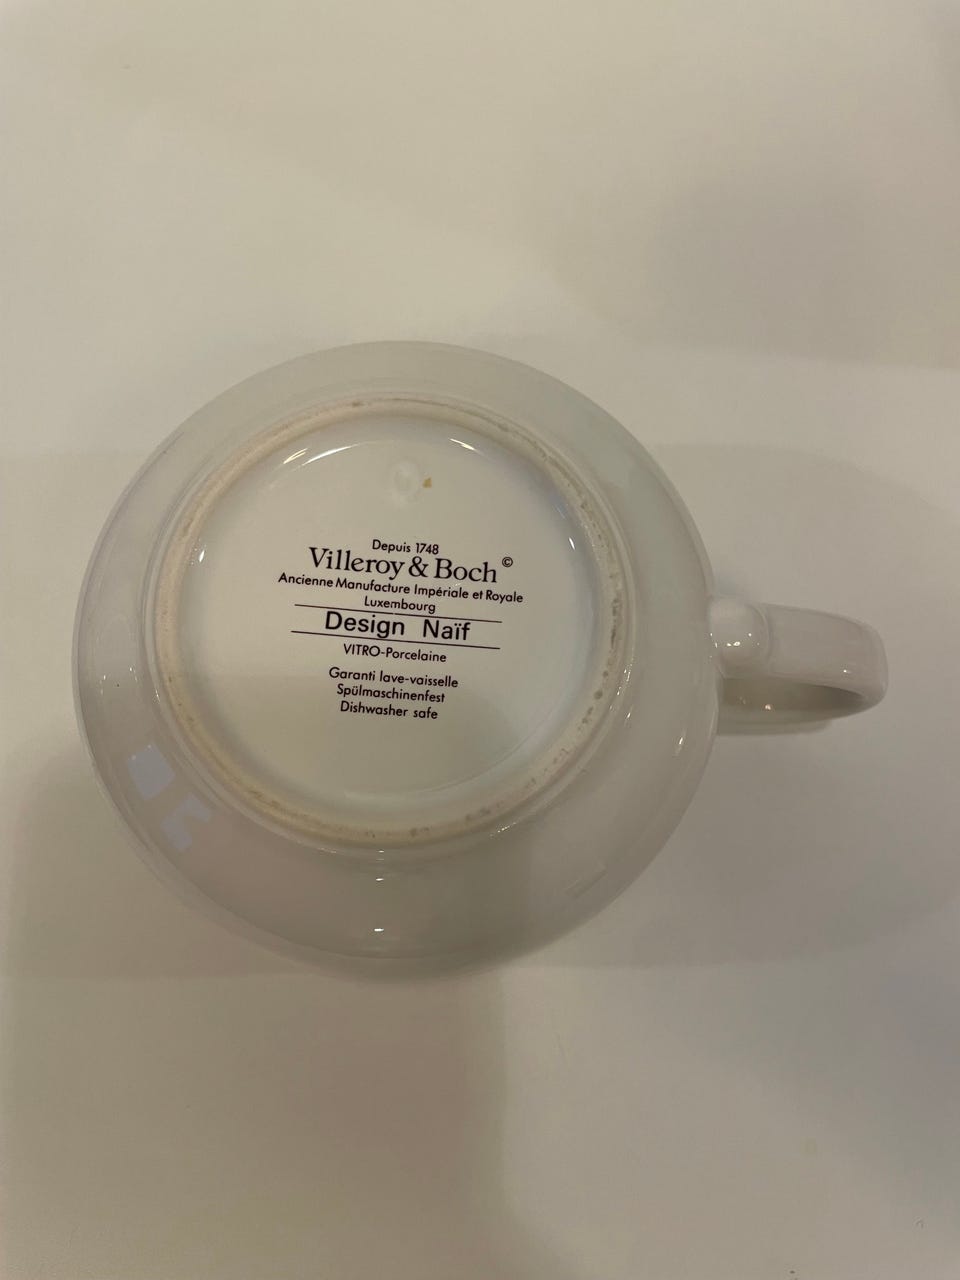 Depuis 1748
Villeroy & Boch ©
Ancienne Manufacture Impériale et Royale
Luxembourg
Design Naïf
VITRO-Porcelaine
Garanti lave-vaisselle
Spülmaschinenfest
Dishwasher safe